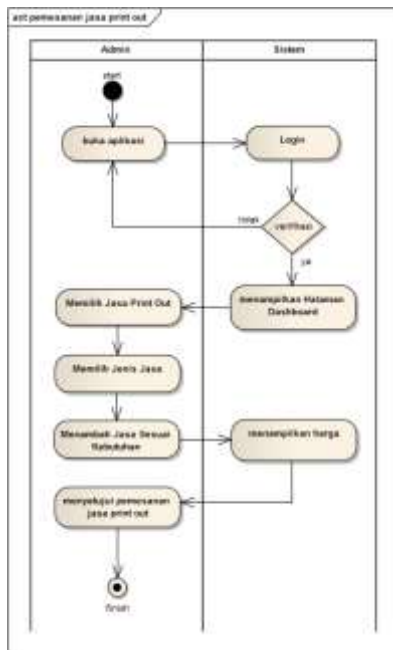 act pemesanan jasa print out
Admin
Sistem
start
buka aplikasi
Login
verifikasi
tidak
ya
menampilkan Halaman
Dashboard
Memilih Jasa Print Out
Memilih Jenis Jasa
Menambah Jasa Sesuai
Kebutuhan
menampilkan harga
menyetujui pemesanan
jasa print out
finish